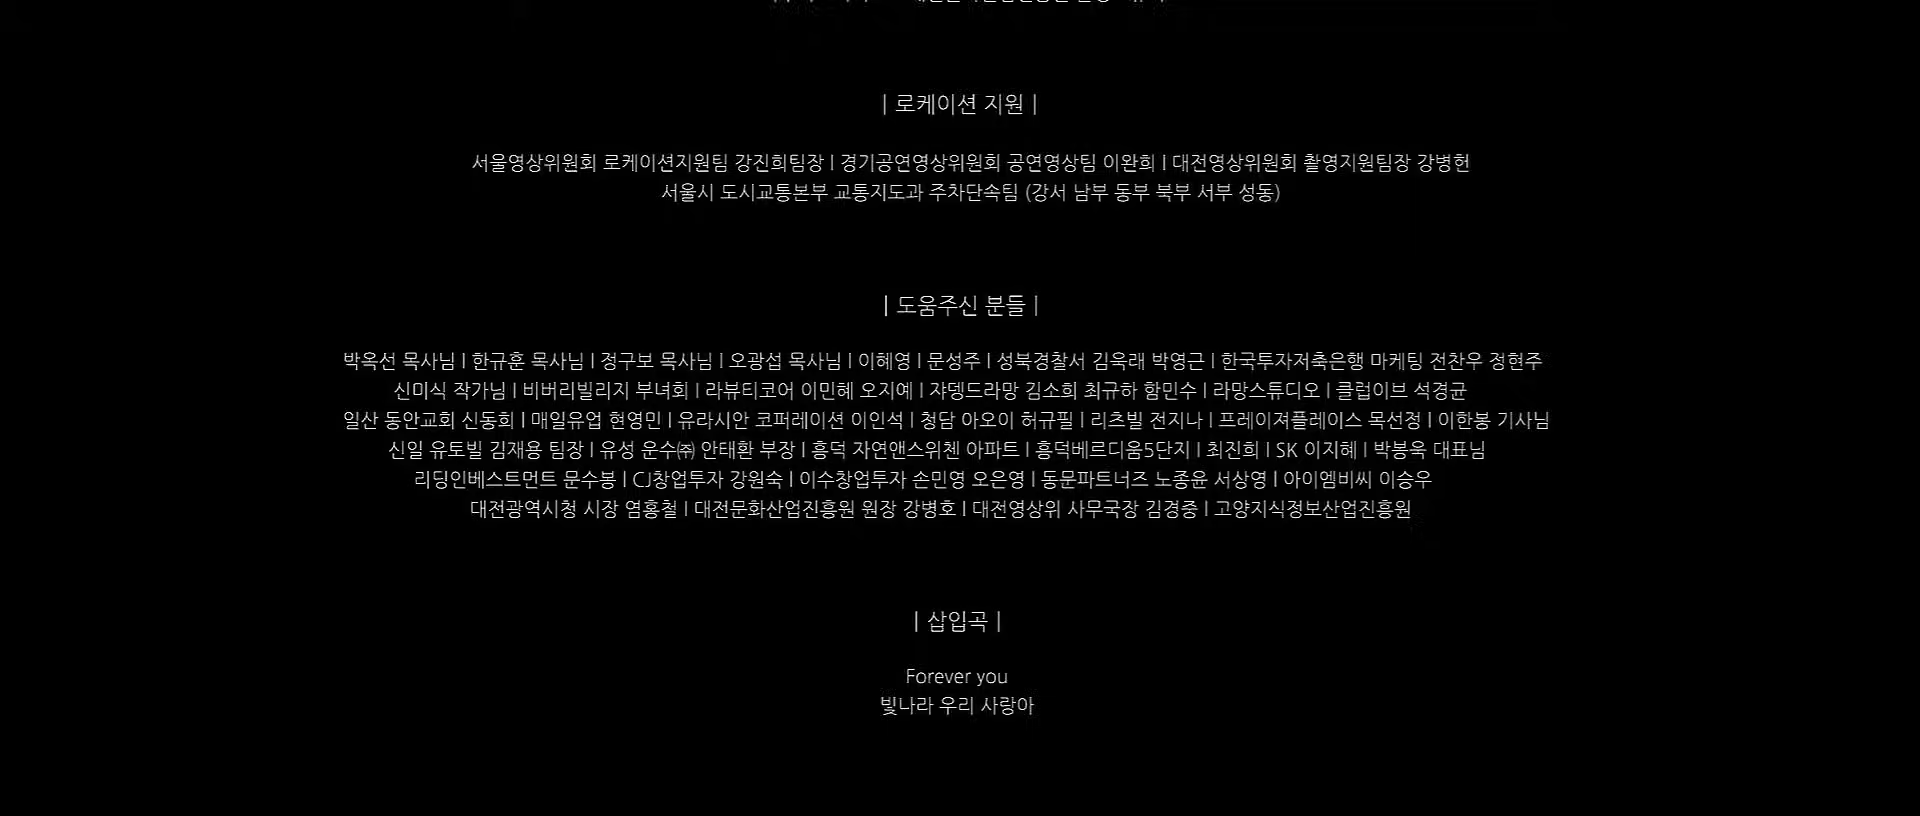 | 로케이션 지원 |
서울영상위원회 로케이션지원팀 강진희팀장 | 경기공연영상위원회 공연영상팀 이완희 | 대전영상위원회 촬영지원팀장 강병헌
서울시 도시교통본부 교통지도과 주차단속팀 (강서 남부 동부 북부 서부 성동)
| 도움주신 분들 |
박옥선 목사님 | 한규훈 목사님 | 정구보 목사님 | 오광섭 목사님 | 이혜영 | 문성주 | 성북경찰서 김욱래 박영근 | 한국투자저축은행 마케팅 전찬우 정현주
신미식 작가님 | 비버리빌리지 부녀회 | 라뷰티코어 이민혜 오지예 | 쟈뎅드라망 김소희 최규하 함민수 | 라망스튜디오 | 클럽이브 석경균
일산 동안교회 신동희 | 매일유업 현영민 | 유라시안 코퍼레이션 이인석 | 청담 아오이 허규필 | 리츠빌 전지나 | 프레이져플레이스 목선정 | 이한봉 기사님
신일 유토빌 김재용 팀장 | 유성 운수㈜ 안태환 부장 | 흥덕 자연앤스위첸 아파트 | 흥덕베르디움5단지 | 최진희 | SK 이지혜 | 박봉욱 대표님
리딩인베스트먼트 문수봉 | CJ창업투자 강원숙 | 이수창업투자 손민영 오은영 | 동문파트너즈 노종윤 서상영 | 아이엠비씨 이승우
대전광역시청 시장 염홍철 | 대전문화산업진흥원 원장 강병호 | 대전영상위 사무국장 김경중 | 고양지식정보산업진흥원
| 삽입곡 |
Forever you
빛나라 우리 사랑아